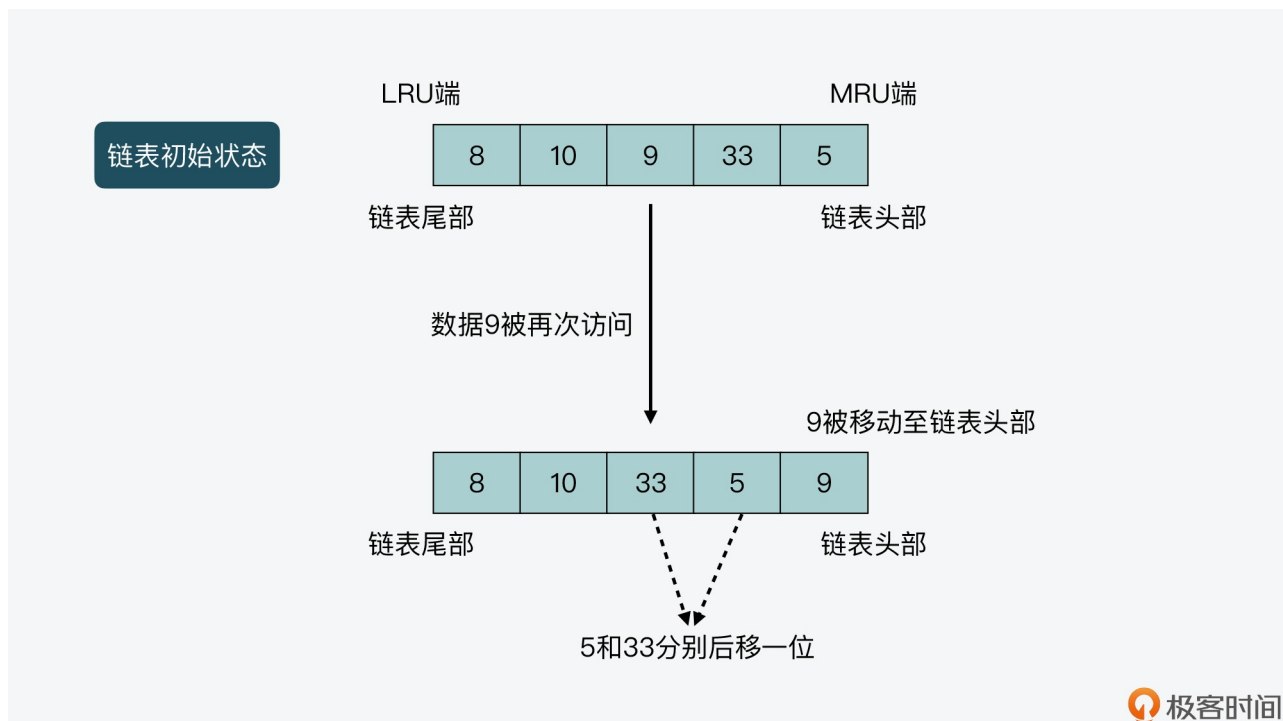 LRU端
MRU端
链表初始状态
8 10 9 33 5
链表尾部
链表头部
数据9被再次访问
9被移动至链表头部
8 10 33 5 9
链表尾部
链表头部
5和33分别后移一位
极客时间